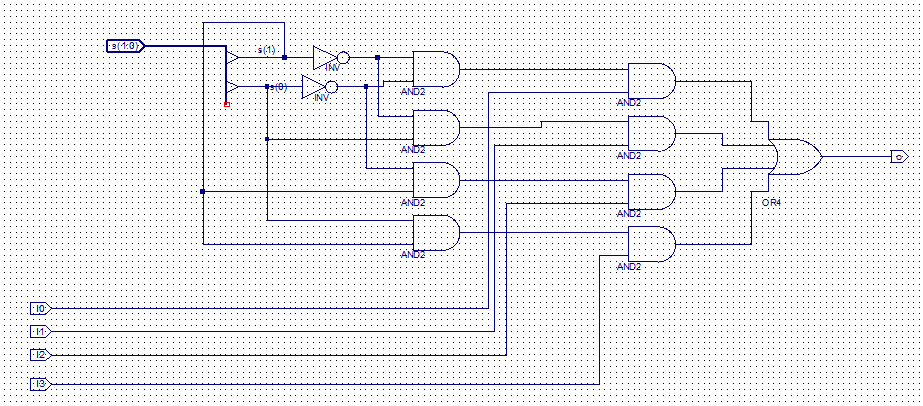 s(1:0)
s(1)
INV
s(0)
INV
AND2
AND2
AND2
AND2
AND2
AND2
AND2
AND2
OR4
o
I0
I1
I2
I3